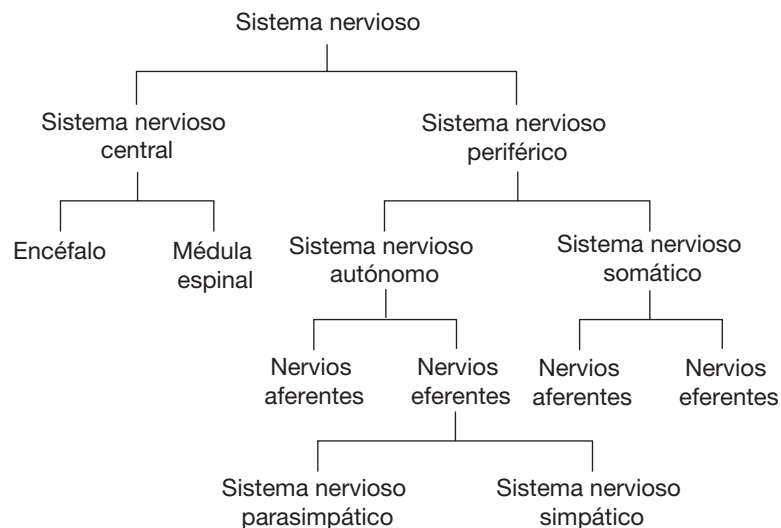 Sistema nervioso
Sistema nervioso
central
Sistema nervioso
periférico
Encéfalo
Médula
espinal
Sistema nervioso
autónomo
Sistema nervioso
somático
Nervios
aferentes
Nervios
eferentes
Nervios
aferentes
Nervios
eferentes
Sistema nervioso
parasimpático
Sistema nervioso
simpático